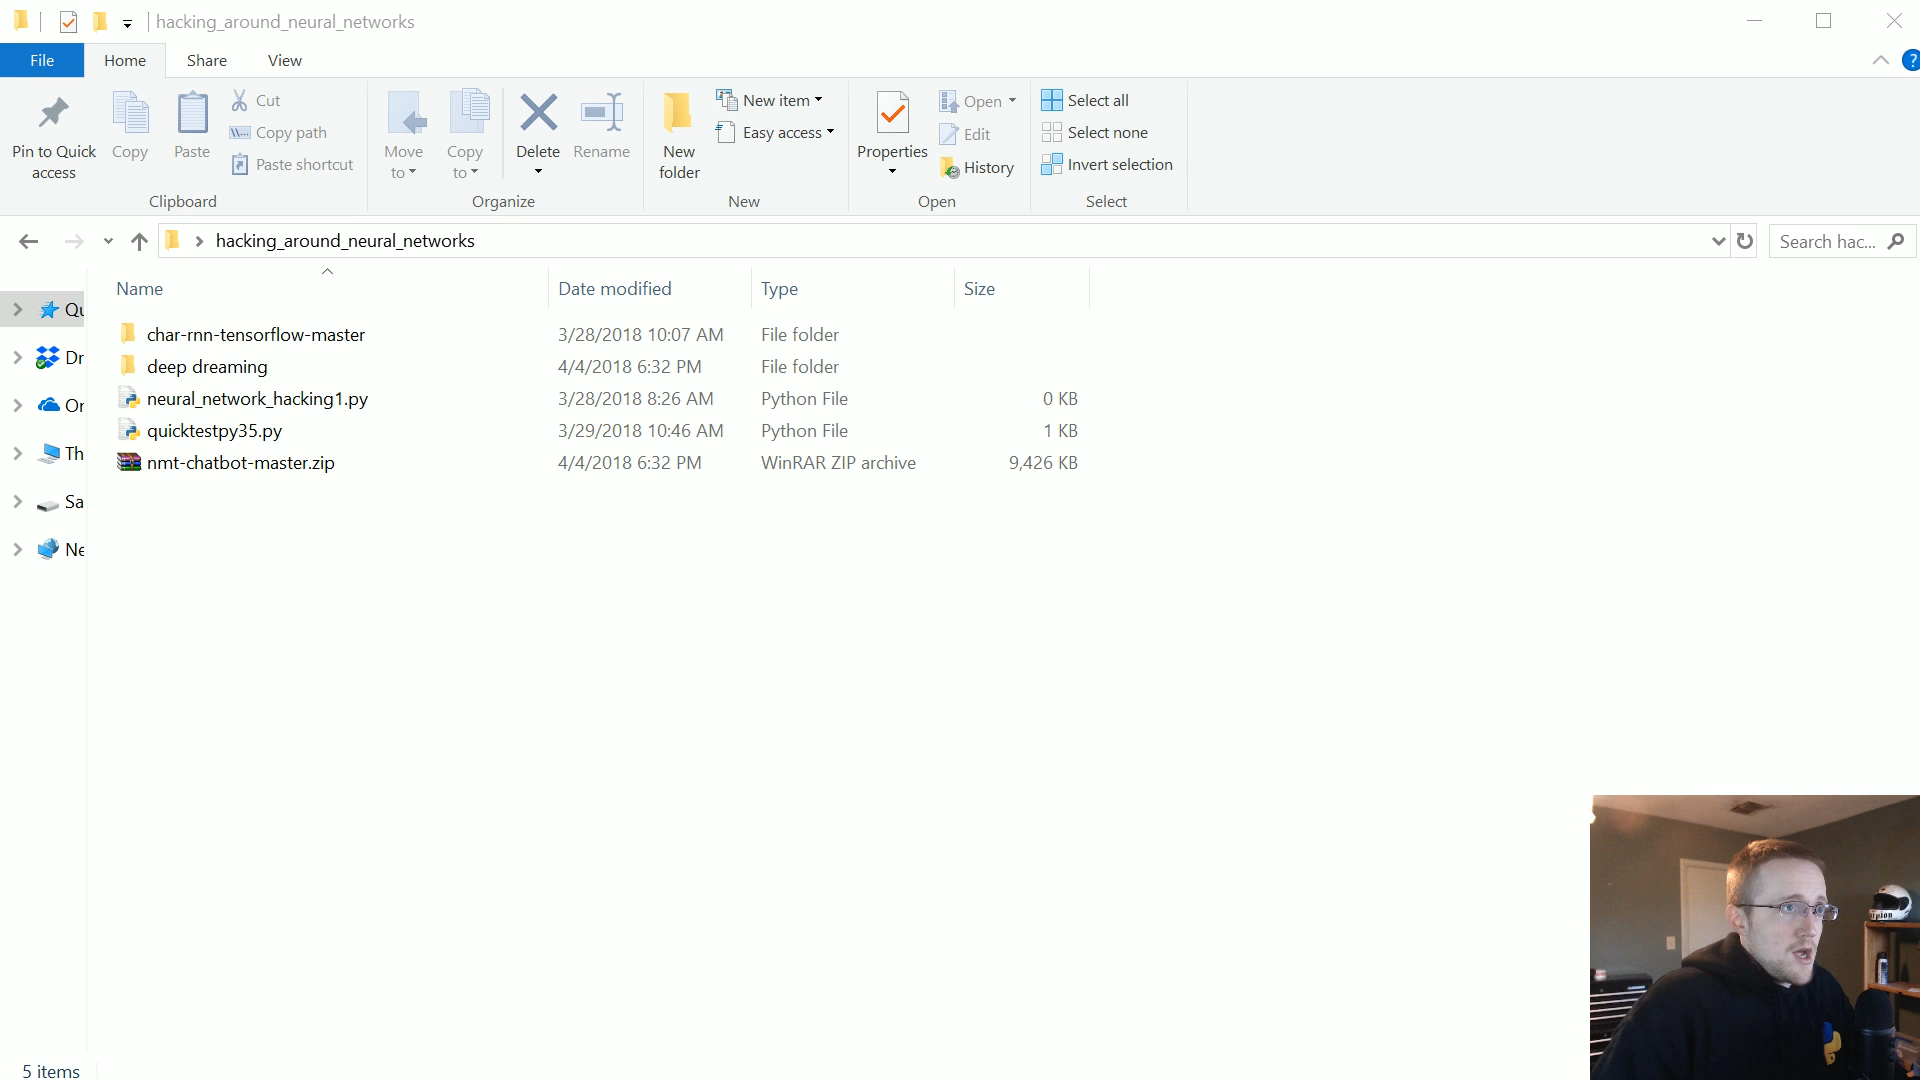 hacking_around_neural_networks
File
Home
Share
View
?
Pin to Quick access
Copy
Paste
Cut
Copy path
Paste shortcut
Clipboard
Move to
Copy to
Delete
Rename
Organize
New folder
New item
Easy access
New
Properties
Open
Edit
History
Open
Select all
Select none
Invert selection
Select
hacking_around_neural_networks
Search hac...
Name Date modified Type Size
Qu
Dr
Or
Th
Sa
Ne
char-rnn-tensorflow-master 3/28/2018 10:07 AM File folder
deep dreaming 4/4/2018 6:32 PM File folder
neural_network_hacking1.py 3/28/2018 8:26 AM Python File 0 KB
quicktestpy35.py 3/29/2018 10:46 AM Python File 1 KB
nmt-chatbot-master.zip 4/4/2018 6:32 PM WinRAR ZIP archive 9,426 KB
5 items